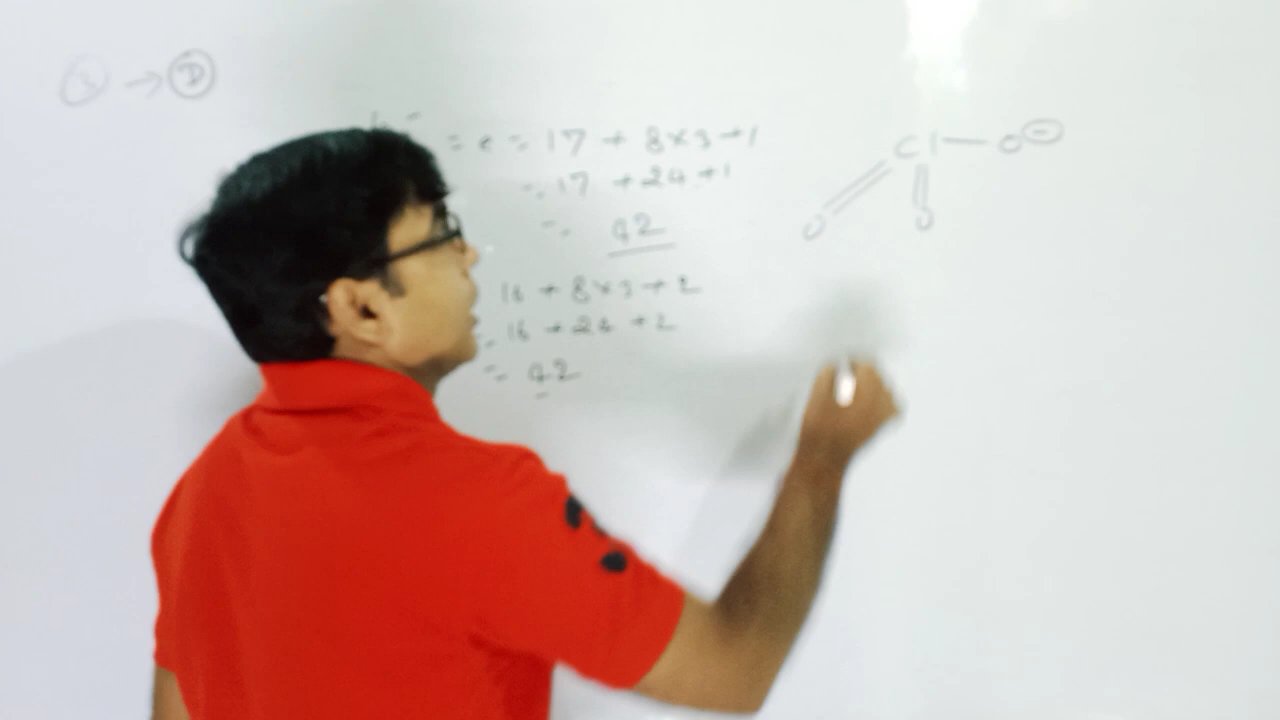 → D
= e = 17 + 8×3+1
= 17 +24+1
= 42
16 + 8×3+2
= 16 +24 +2
= 42
Cl—O⊖
O O